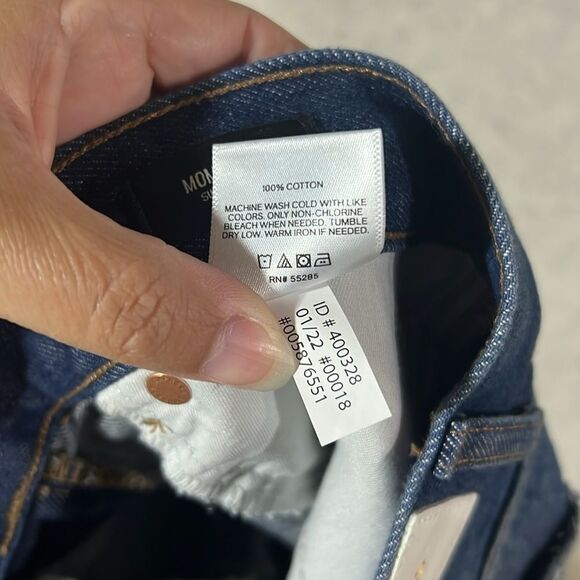 MOM
100% COTTON
MACHINE WASH COLD WITH LIKE
COLORS. ONLY NON-CHLORINE
BLEACH WHEN NEEDED. TUMBLE
DRY LOW. WARM IRON IF NEEDED.
RN# 55285
ID # 400328
01/22 #00018
#005876551